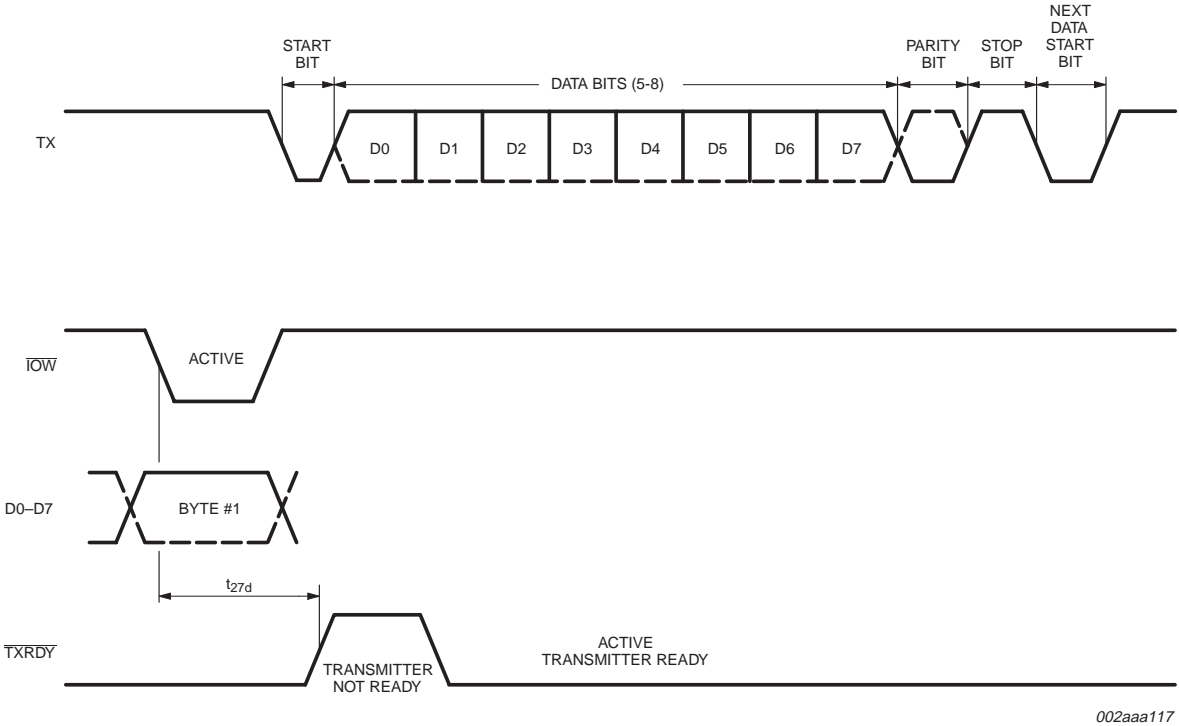 NEXT
DATA
START
BIT
START
BIT
PARITY
BIT
STOP
BIT
DATA BITS (5-8)
TX
D0 D1 D2 D3 D4 D5 D6 D7
IOW
ACTIVE
D0–D7
BYTE #1
t27d
TXRDY
TRANSMITTER
NOT READY
ACTIVE
TRANSMITTER READY
002aaa117